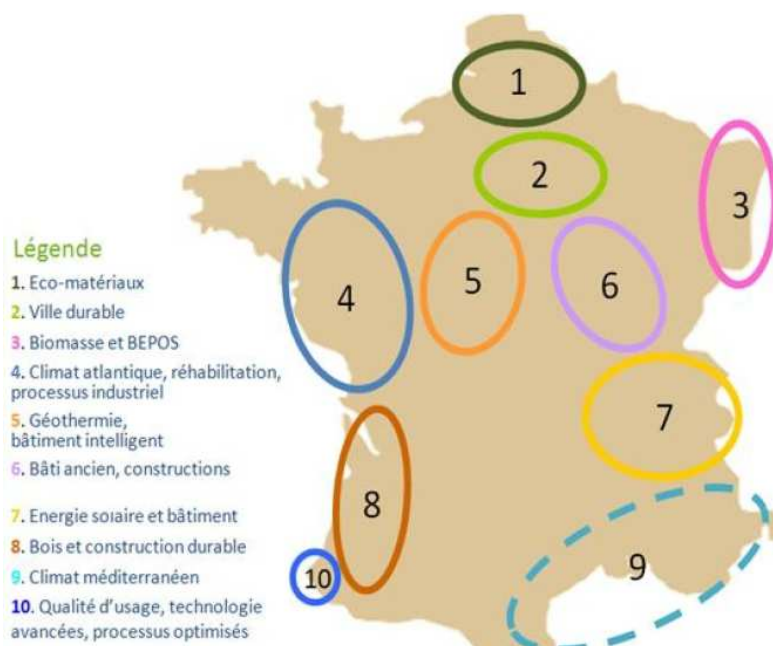 1
2
3
4
5
6
7
8
9
10
Légende
1. Eco-matériaux
2. Ville durable
3. Biomasse et BEPOS
4. Climat atlantique, réhabilitation,
processus industriel
5. Géothermie,
bâtiment intelligent
6. Bâti ancien, constructions
7. Energie solaire et bâtiment
8. Bois et construction durable
9. Climat méditerranéen
10. Qualité d'usage, technologie
avancées, processus optimisés